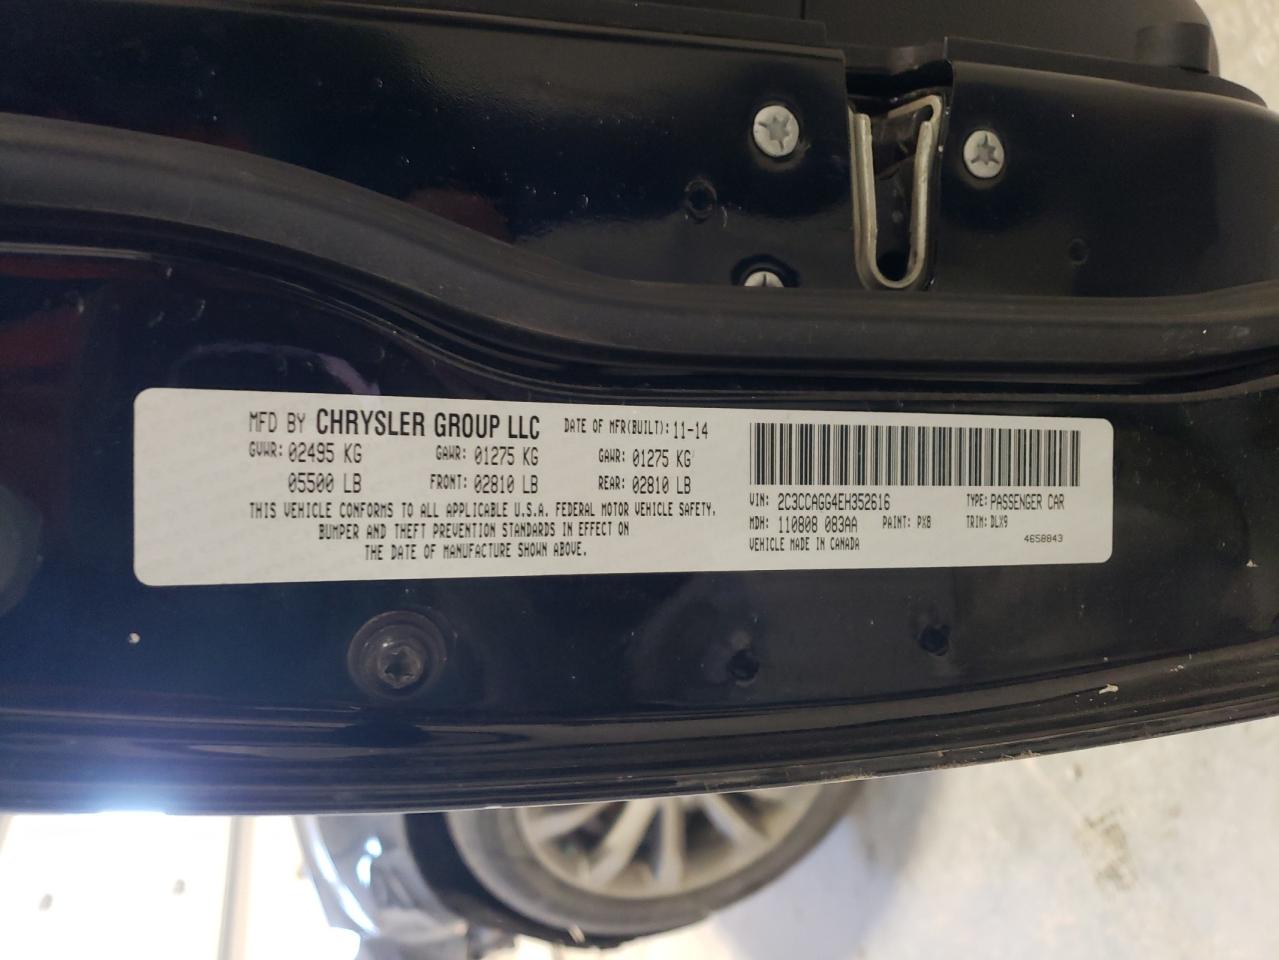 MFD BY CHRYSLER GROUP LLC DATE OF MFR(BUILT): 11-14
GVWR: 02495 KG GAWR: 01275 KG GAWR: 01275 KG
05500 LB FRONT: 02810 LB REAR: 02810 LB
THIS VEHICLE CONFORMS TO ALL APPLICABLE U.S.A. FEDERAL MOTOR VEHICLE SAFETY,
BUMPER AND THEFT PREVENTION STANDARDS IN EFFECT ON
THE DATE OF MANUFACTURE SHOWN ABOVE.
VIN: 2C3CCAGG4EH352616 TYPE: PASSENGER CAR
MDH: 110808 083AA PAINT: PX8 TRIM: DLX9
VEHICLE MADE IN CANADA 4658843